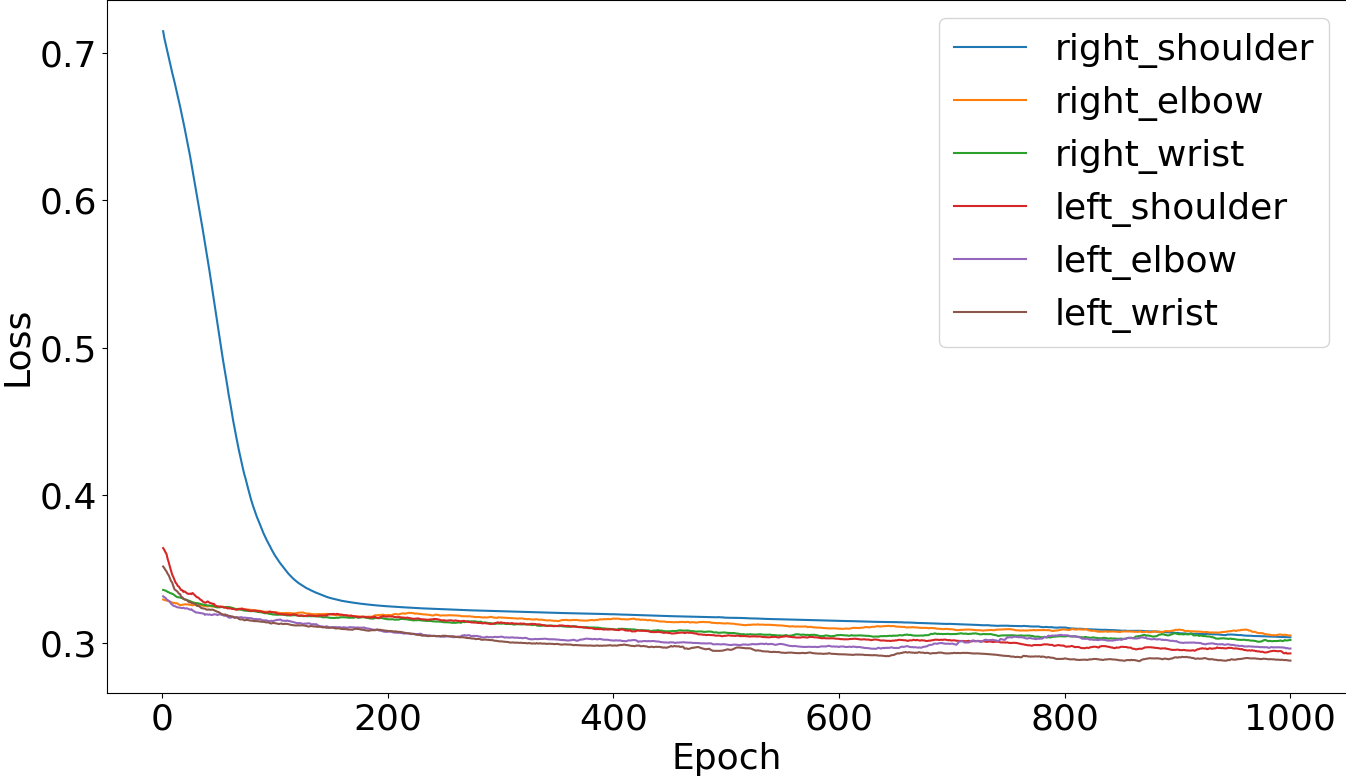 0.7
0.6
0.5
0.4
0.3
Loss
0 200 400 600 800 1000
Epoch
right_shoulder
right_elbow
right_wrist
left_shoulder
left_elbow
left_wrist